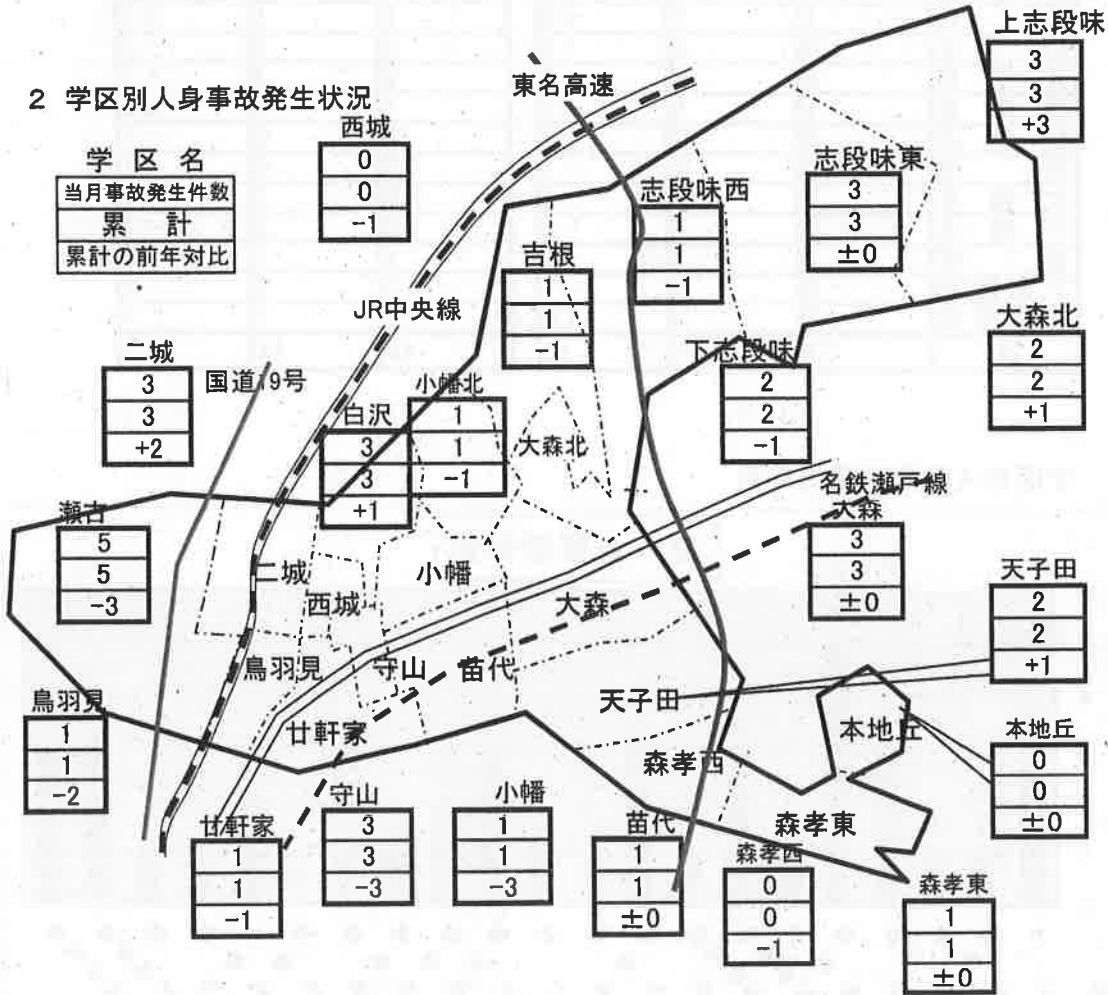 2 学区別人身事故発生状況
学 区 名
当月事故発生件数
累 計
累計の前年対比
西城
0
0
-1
東名高速
上志段味
3
3
+3
志段味東
3
3
±0
志段味西
1
1
-1
吉根
1
1
-1
JR中央線
大森北
2
2
+1
下志段味
2
2
-1
二城
3
3
+2
国道19号
小幡北
1
1
-1
白沢
3
3
+1
大森北
名鉄瀬戸線
大森
3
3
±0
瀬古
5
5
-3
二城
西城
小幡
大森
天子田
2
2
+1
鳥羽見
守山
苗代
天子田
鳥羽見
1
1
-2
廿軒家
森孝西
本地丘
本地丘
0
0
±0
森孝東
廿軒家
1
1
-1
守山
3
3
-3
小幡
1
1
-3
苗代
1
1
±0
森孝西
0
0
-1
森孝東
1
1
±0